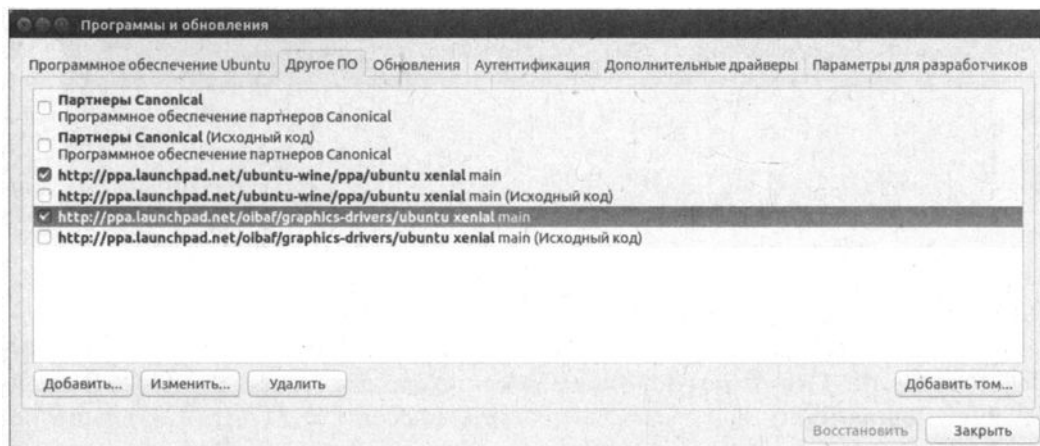 Программы и обновления
Программное обеспечение Ubuntu Другое ПО Обновления Аутентификация Дополнительные драйверы Параметры для разработчиков
Партнеры Canonical
Программное обеспечение партнеров Canonical
Партнеры Canonical (Исходный код)
Программное обеспечение партнеров Canonical
http://ppa.launchpad.net/ubuntu-wine/ppa/ubuntu xenial main
http://ppa.launchpad.net/ubuntu-wine/ppa/ubuntu xenial main (Исходный код)
http://ppa.launchpad.net/oibaf/graphics-drivers/ubuntu xenial main
http://ppa.launchpad.net/oibaf/graphics-drivers/ubuntu xenial main (Исходный код)
Добавить... Изменить... Удалить Добавить том...
Восстановить Закрыть